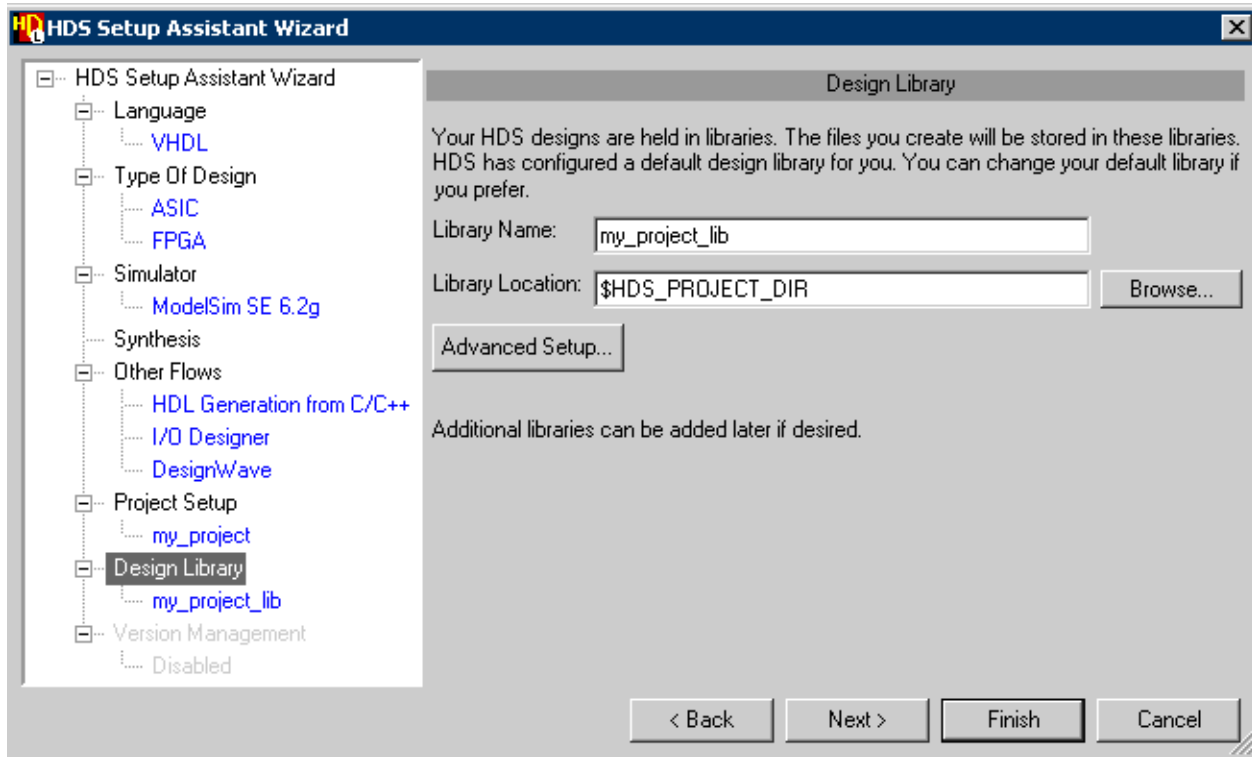 HDS Setup Assistant Wizard
HDS Setup Assistant Wizard
Language
VHDL
Type Of Design
ASIC
FPGA
Simulator
ModelSim SE 6.2g
Synthesis
Other Flows
HDL Generation from C/C++
I/O Designer
DesignWave
Project Setup
my_project
Design Library
my_project_lib
Version Management
Disabled
Design Library
Your HDS designs are held in libraries. The files you create will be stored in these libraries.
HDS has configured a default design library for you. You can change your default library if
you prefer.
Library Name: my_project_lib
Library Location: $HDS_PROJECT_DIR Browse...
Advanced Setup...
Additional libraries can be added later if desired.
< Back Next > Finish Cancel